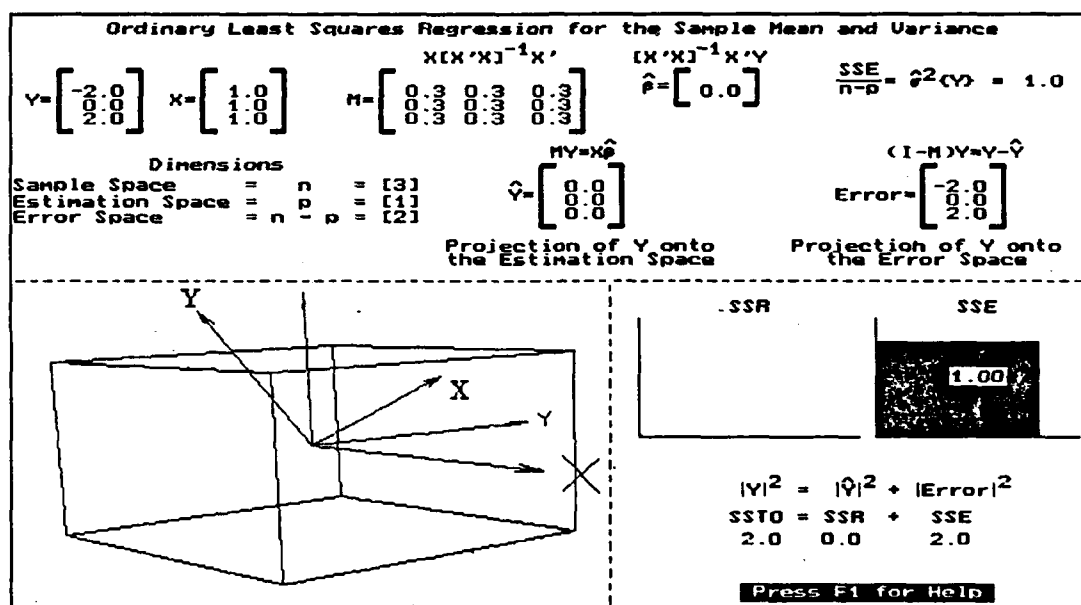 Ordinary Least Squares Regression for the Sample Mean and Variance
X[X'X]⁻¹X' [X'X]⁻¹X'Y
Y= [-2.0 0.0 2.0] X= [1.0 1.0 1.0] M= [0.3 0.3 0.3 0.3 0.3 0.3 0.3 0.3 0.3] β̂= [0.0] SSE/n-p = σ̂²{Y} = 1.0
Dimensions
Sample Space = n = [3]
Estimation Space = p = [1]
Error Space = n - p = [2]
MY=Xβ̂
Ŷ= [0.0 0.0 0.0]
Projection of Y onto
the Estimation Space
(I-M)Y=Y-Ŷ
Error= [-2.0 0.0 2.0]
Projection of Y onto
the Error Space
Y
X
Y
X
SSR SSE
1.00
|Y|² = |Ŷ|² + |Error|²
SSTO = SSR + SSE
2.0 0.0 2.0
Press F1 for Help